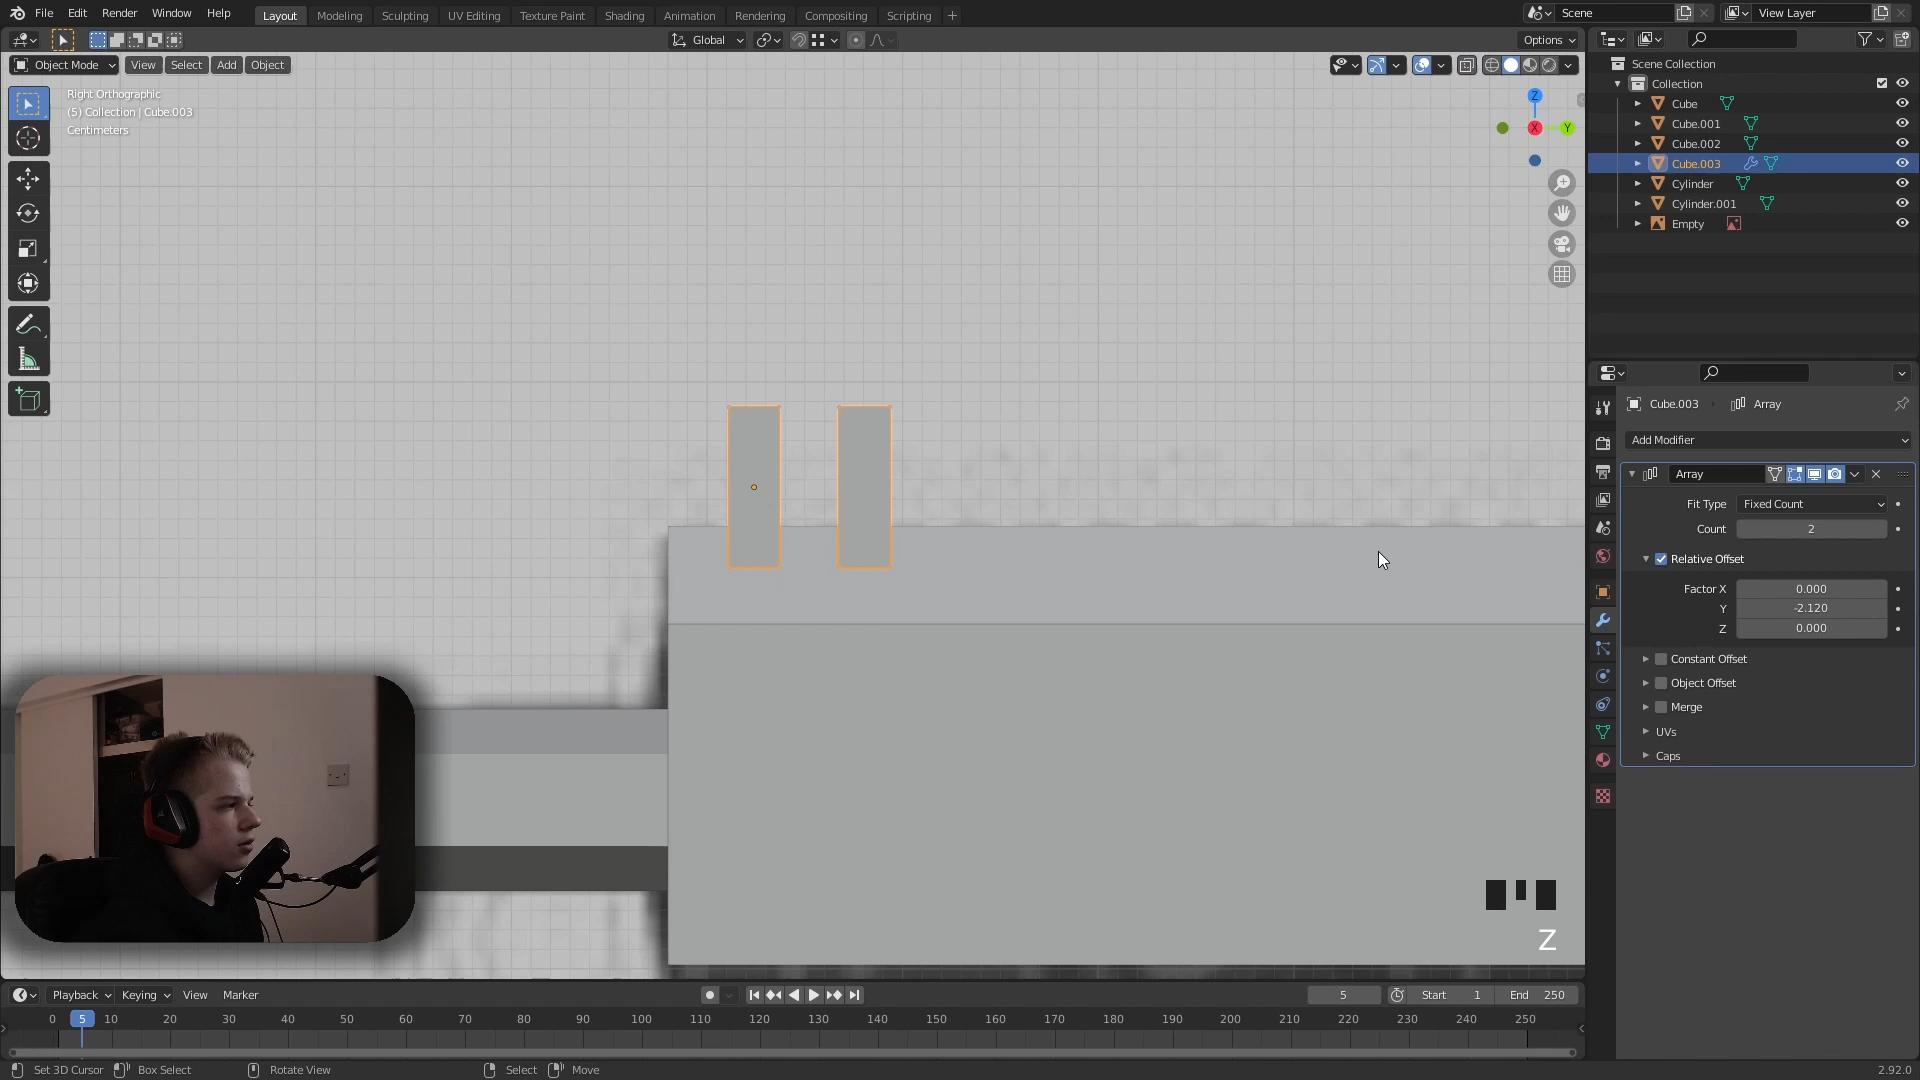 File Edit Render Window Help Layout Modeling Sculpting UV Editing Texture Paint Shading Animation Rendering Compositing Scripting + Scene View Layer
Global Options
Object Mode View Select Add Object
Right Orthographic
(5) Collection | Cube.003
Centimeters
Z
X
Y
Scene Collection
Collection
Cube
Cube.001
Cube.002
Cube.003
Cylinder
Cylinder.001
Empty
Cube.003 Array
Add Modifier
Array
Fit Type Fixed Count
Count 2
Relative Offset
Factor X 0.000
Y -2.120
Z 0.000
Constant Offset
Object Offset
Merge
UVs
Caps
Z
Playback Keying View Marker 5 Start 1 End 250
0 5 10 20 30 40 50 60 70 80 90 100 110 120 130 140 150 160 170 180 190 200 210 220 230 240 250
Set 3D Cursor Box Select Rotate View Select Move 2.92.0